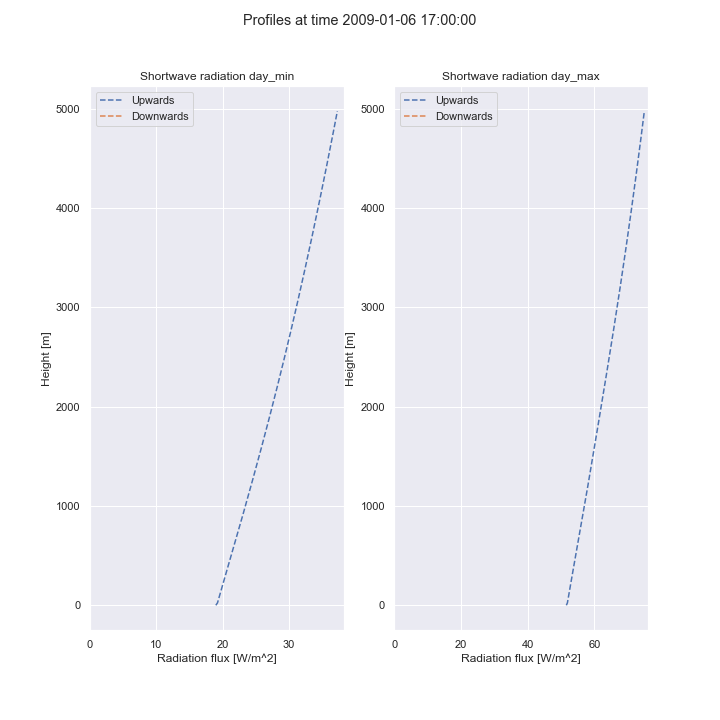 Profiles at time 2009-01-06 17:00:00
Shortwave radiation day_min
Upwards
Downwards
5000
4000
3000
2000
1000
0
Height [m]
0 10 20 30
Radiation flux [W/m^2]
Shortwave radiation day_max
Upwards
Downwards
5000
4000
3000
2000
1000
0
Height [m]
0 20 40 60
Radiation flux [W/m^2]